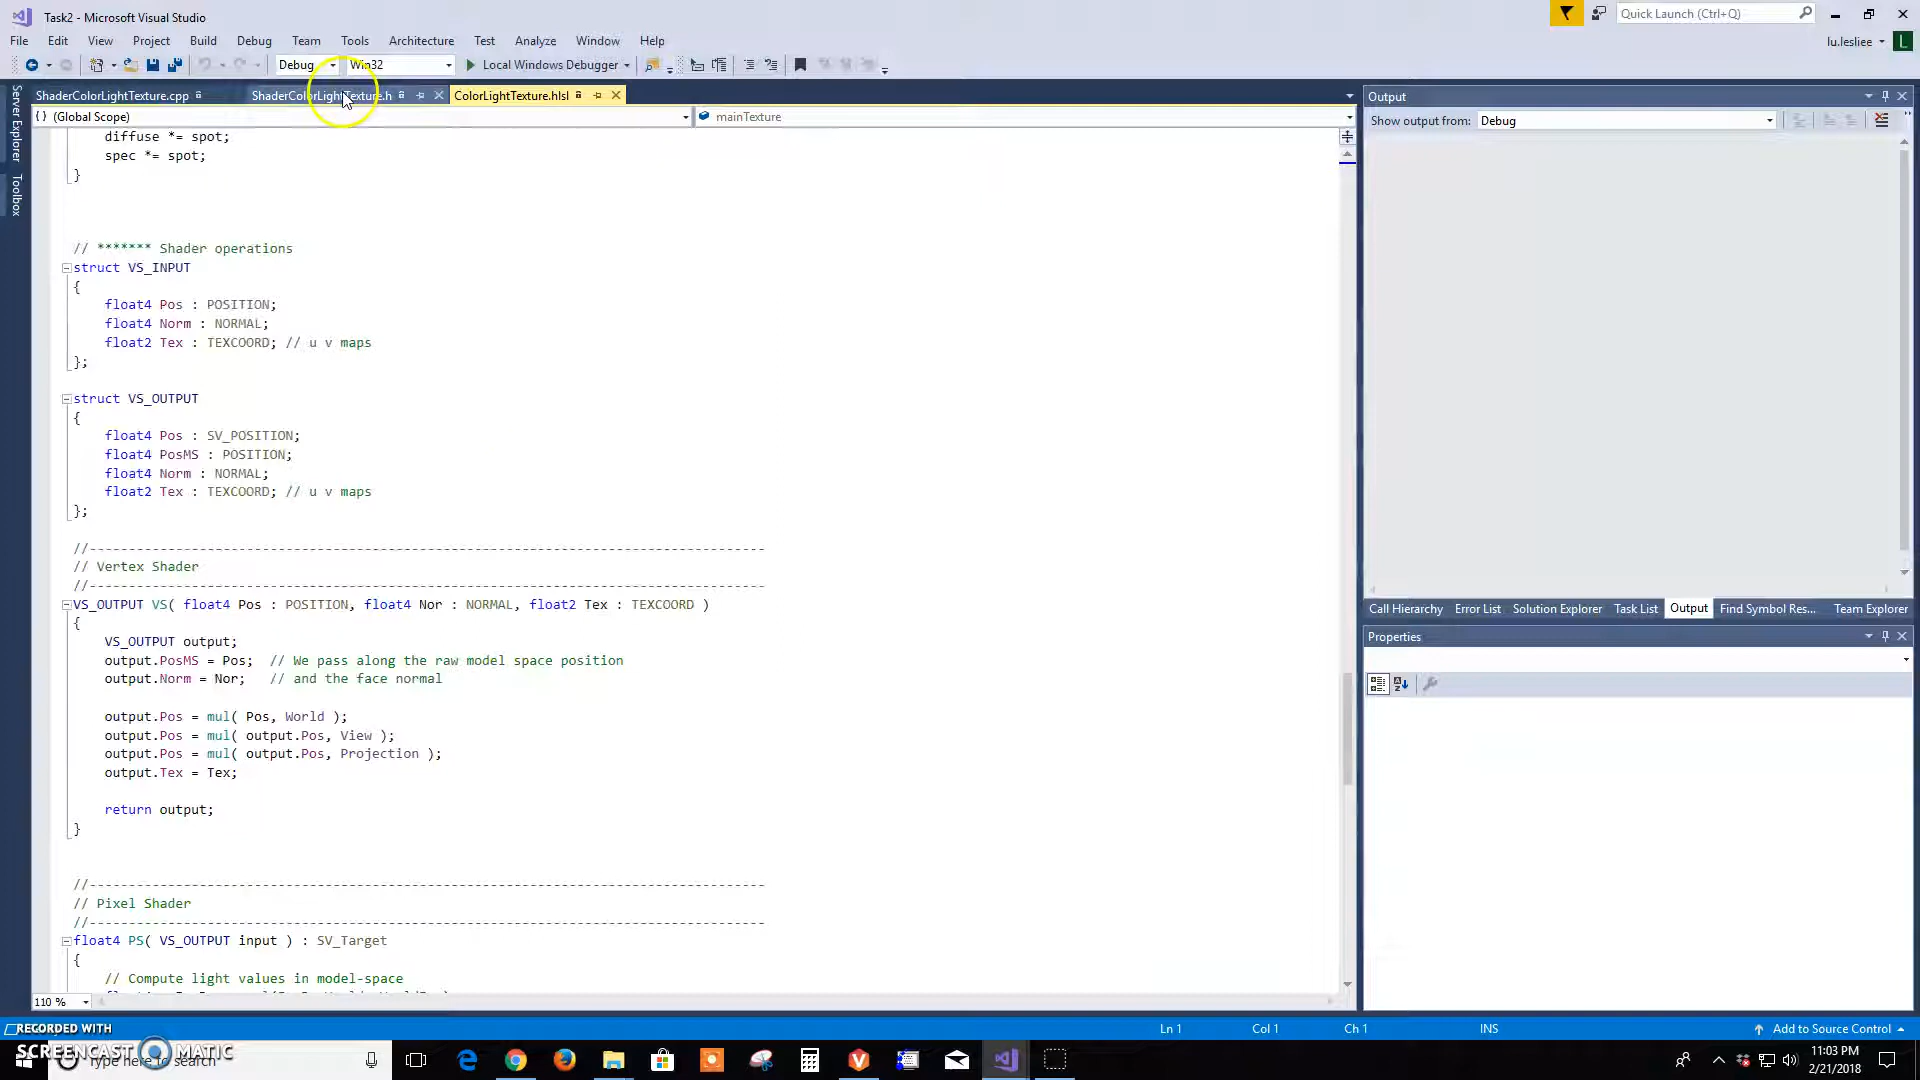 Task2 - Microsoft Visual Studio
Quick Launch (Ctrl+Q)
File Edit View Project Build Debug Team Tools Architecture Test Analyze Window Help
lu.lesliee L
Debug Win32 Local Windows Debugger
ShaderColorLightTexture.cpp ShaderColorLightTexture.h ColorLightTexture.hlsl
(Global Scope) mainTexture
Server Explorer
Toolbox
diffuse *= spot;
spec *= spot;
}
// ******* Shader operations
struct VS_INPUT
{
float4 Pos : POSITION;
float4 Norm : NORMAL;
float2 Tex : TEXCOORD; // u v maps
};
struct VS_OUTPUT
{
float4 Pos : SV_POSITION;
float4 PosMS : POSITION;
float4 Norm : NORMAL;
float2 Tex : TEXCOORD; // u v maps
};
//--------------------------------------------------------------------------------------
// Vertex Shader
//--------------------------------------------------------------------------------------
VS_OUTPUT VS( float4 Pos : POSITION, float4 Nor : NORMAL, float2 Tex : TEXCOORD )
{
VS_OUTPUT output;
output.PosMS = Pos; // We pass along the raw model space position
output.Norm = Nor; // and the face normal
output.Pos = mul( Pos, World );
output.Pos = mul( output.Pos, View );
output.Pos = mul( output.Pos, Projection );
output.Tex = Tex;
return output;
}
//--------------------------------------------------------------------------------------
// Pixel Shader
//--------------------------------------------------------------------------------------
float4 PS( VS_OUTPUT input ) : SV_Target
{
// Compute light values in model-space
110 %
Output
Show output from: Debug
Call Hierarchy Error List Solution Explorer Task List Output Find Symbol Res... Team Explorer
Properties
Ln 1 Col 1 Ch 1 INS Add to Source Control
RECORDED WITH
SCREENCAST MATIC
Type here to search
11:03 PM
2/21/2018